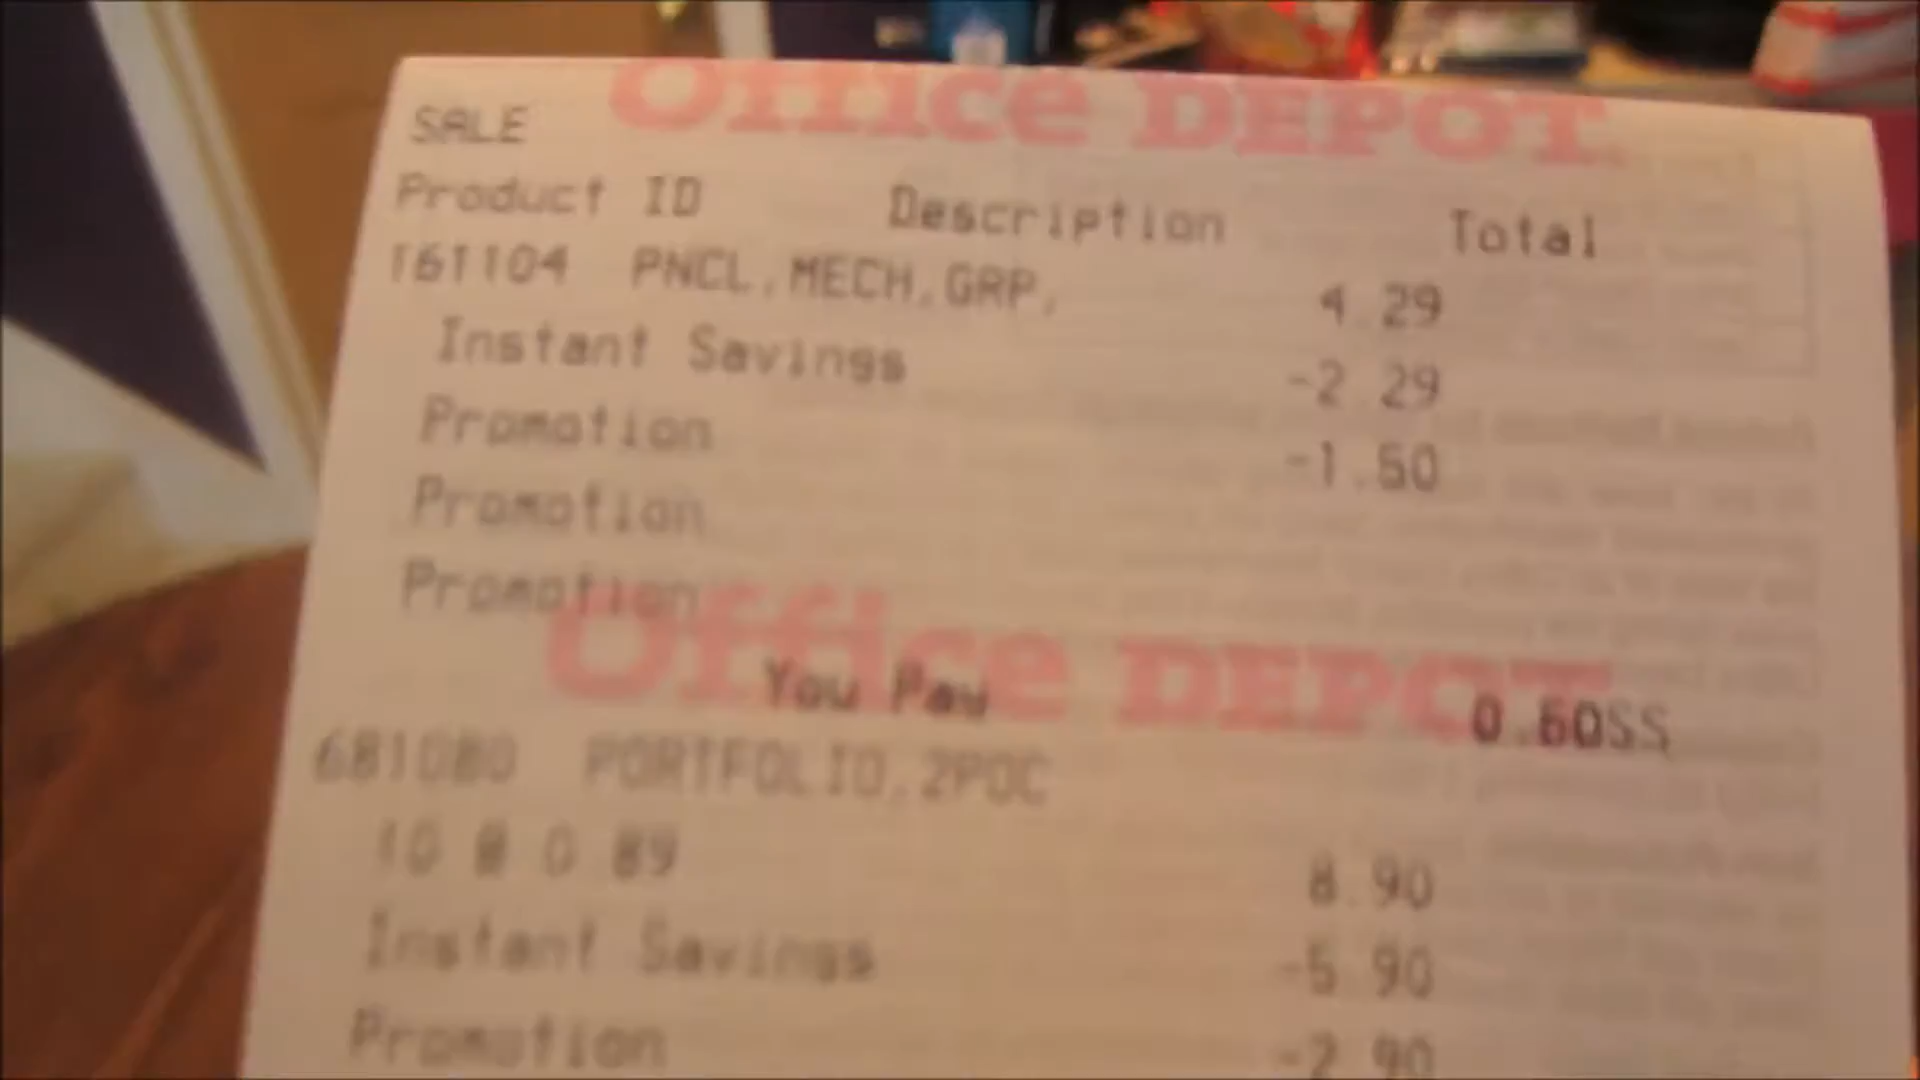 Office DEPOT
SALE
Product ID Description Total
161104 PNCL,MECH,GRP, 4.29
Instant Savings -2.29
Promotion -1.50
Promotion
Promotion
Office DEPOT
You Pay 0.50SS
681080 PORTFOLIO,2POC
10 @ 0.89 8.90
Instant Savings -5.90
Promotion -2.90